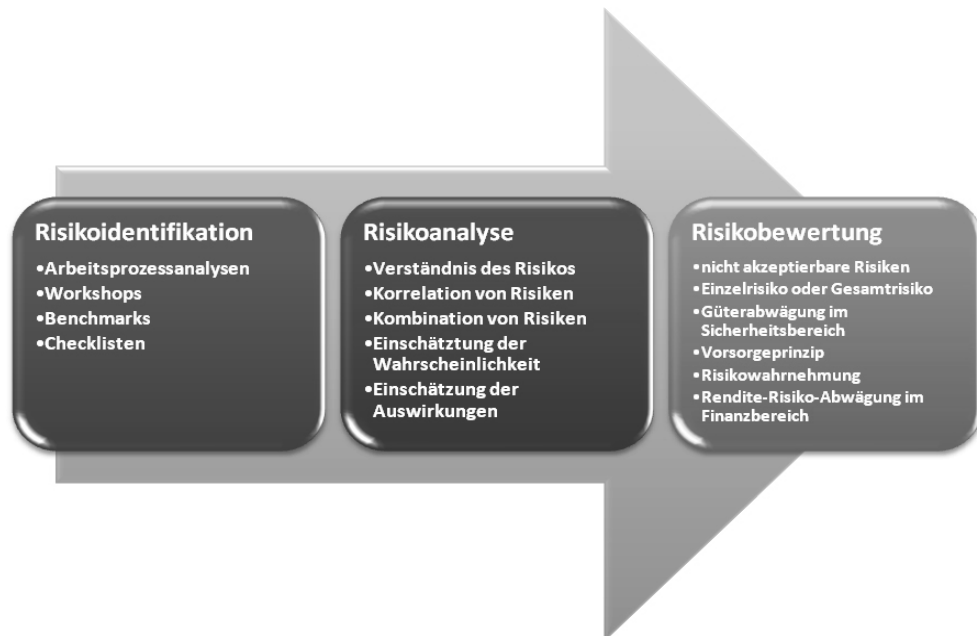 Risikoidentifikation
•Arbeitsprozessanalysen
•Workshops
•Benchmarks
•Checklisten
Risikoanalyse
•Verständnis des Risikos
•Korrelation von Risiken
•Kombination von Risiken
•Einschätztung der
Wahrscheinlichkeit
•Einschätzung der
Auswirkungen
Risikobewertung
•nicht akzeptierbare Risiken
•Einzelrisiko oder Gesamtrisiko
•Güterabwägung im
Sicherheitsbereich
•Vorsorgeprinzip
•Risikowahrnehmung
•Rendite-Risiko-Abwägung im
Finanzbereich